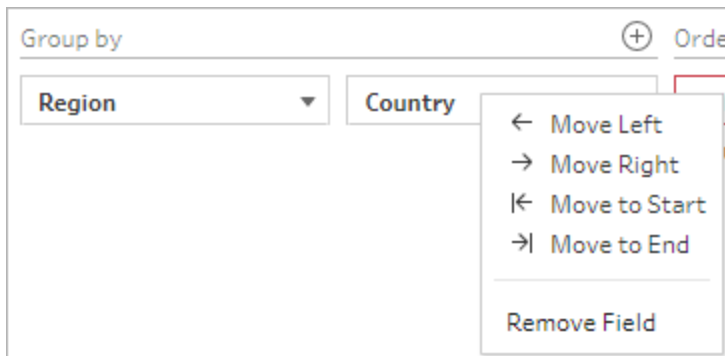 Group by Orde
Region Country
Move Left
Move Right
Move to Start
Move to End
Remove Field